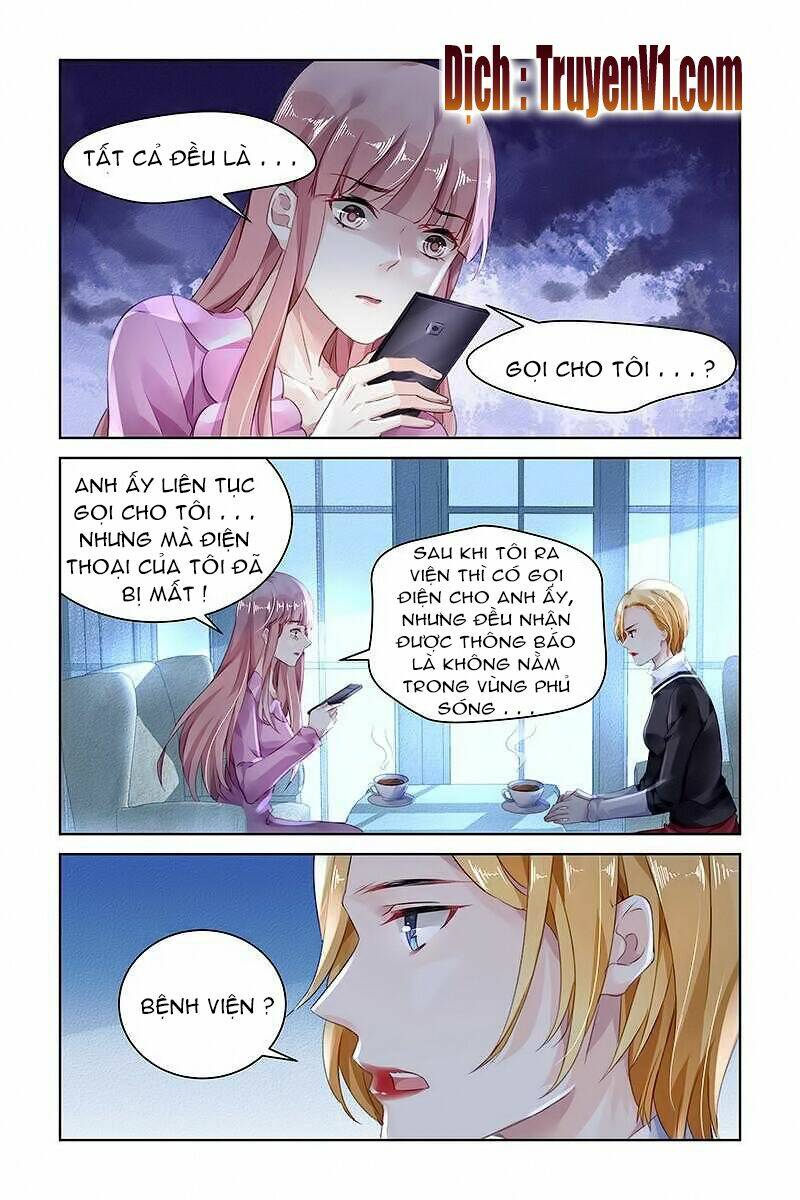 Dịch : TruyenV1.com
TẤT CẢ ĐỀU LÀ . . .
GỌI CHO TÔI . . . ?
ANH ẤY LIÊN TỤC
GỌI CHO TÔI . . .
NHƯNG MÀ ĐIỆN
THOẠI CỦA TÔI ĐÃ
BỊ MẤT !
SAU KHI TÔI RA
VIỆN THÌ CÓ GỌI
ĐIỆN CHO ANH ẤY,
NHƯNG ĐỀU NHẬN
ĐƯỢC THÔNG BÁO
LÀ KHÔNG NẰM
TRONG VÙNG PHỦ
SÓNG . . .
BỆNH VIỆN ?